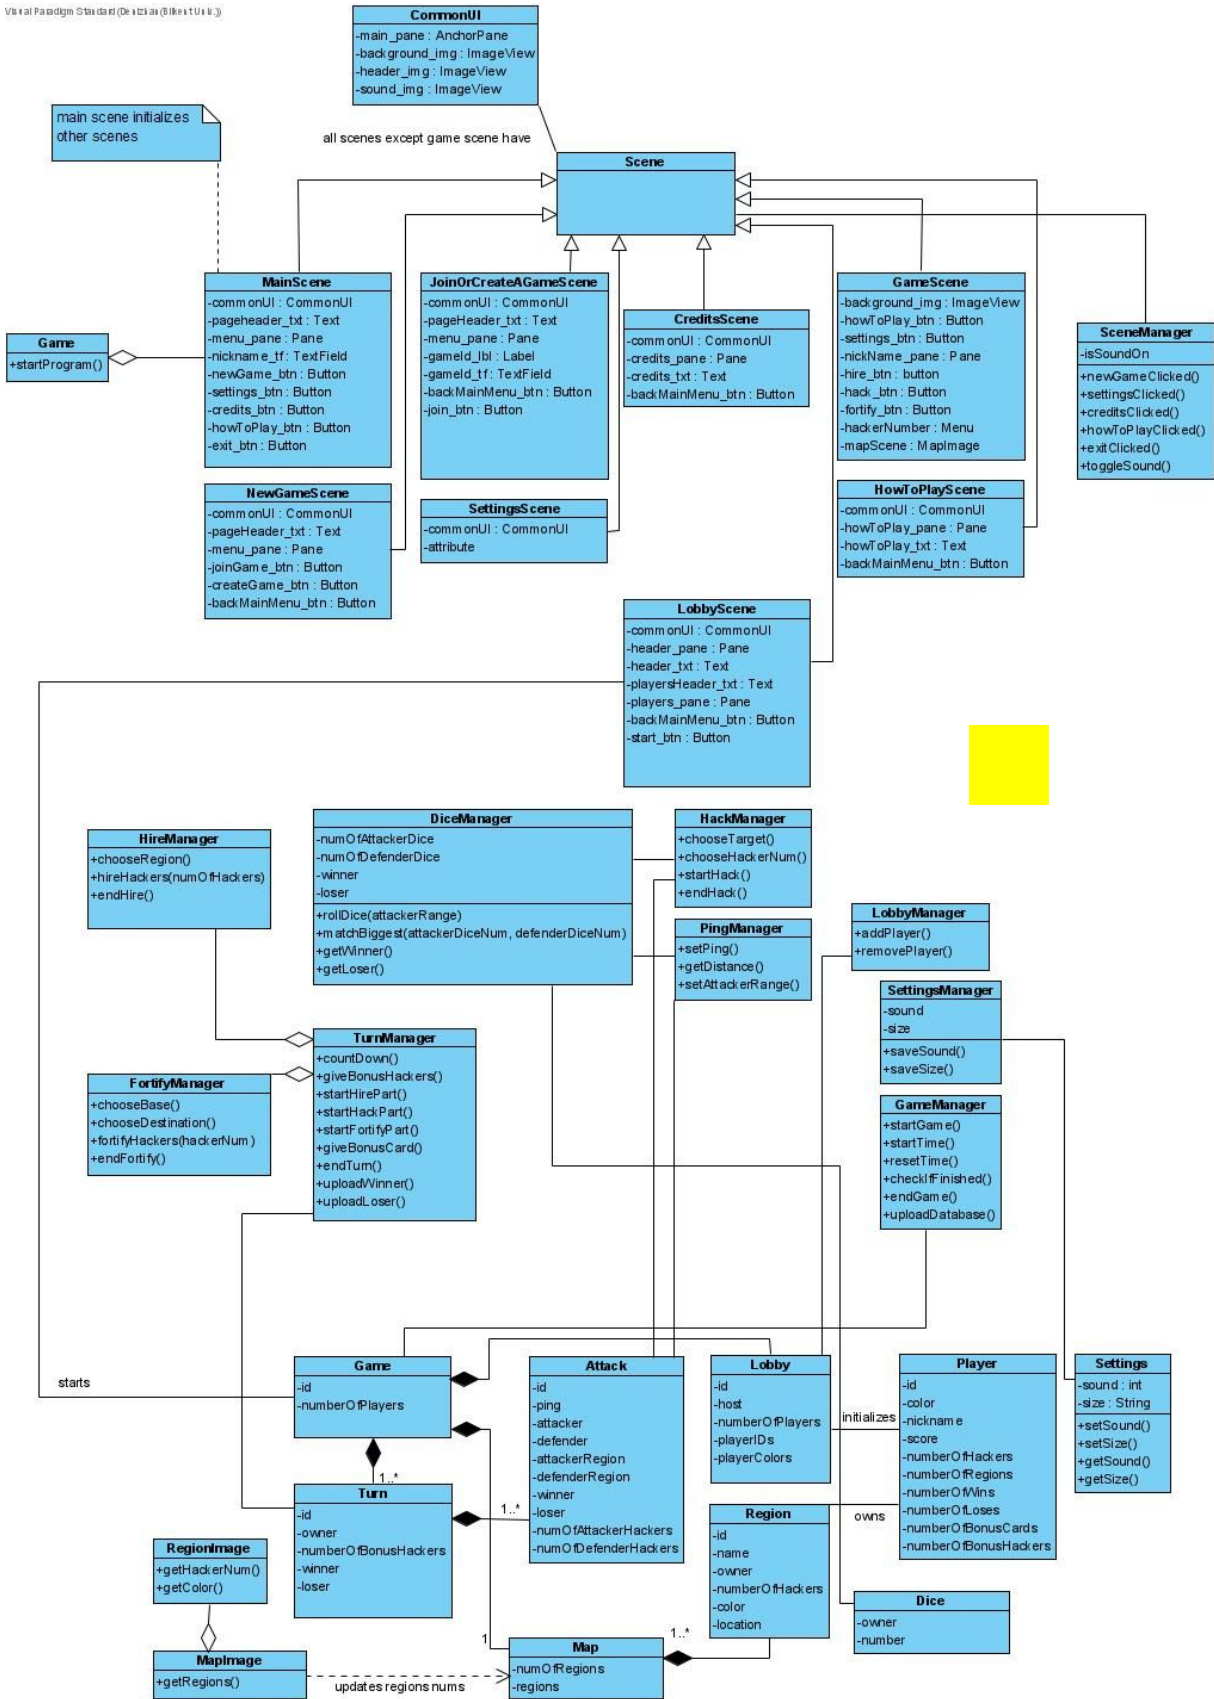 Visual Paradigm Standard (Denizhan (Bilkent Univ.))
CommonUI
-main_pane : AnchorPane
-background_img : ImageView
-header_img : ImageView
-sound_img : ImageView
main scene initializes
other scenes
all scenes except game scene have
Scene
MainScene
-commonUI : CommonUI
-pageheader_txt : Text
-menu_pane : Pane
-nickname_tf : TextField
-newGame_btn : Button
-settings_btn : Button
-credits_btn : Button
-howToPlay_btn : Button
-exit_btn : Button
JoinOrCreateAGameScene
-commonUI : CommonUI
-pageHeader_txt : Text
-menu_pane : Pane
-gameId_lbl : Label
-gameId_tf : TextField
-backMainMenu_btn : Button
-join_btn : Button
CreditsScene
-commonUI : CommonUI
-credits_pane : Pane
-credits_txt : Text
-backMainMenu_btn : Button
GameScene
-background_img : ImageView
-howToPlay_btn : Button
-settings_btn : Button
-nickName_pane : Pane
-hire_btn : button
-hack_btn : Button
-fortify_btn : Button
-hackerNumber : Menu
-mapScene : MapImage
SceneManager
-isSoundOn
+newGameClicked()
+settingsClicked()
+creditsClicked()
+howToPlayClicked()
+exitClicked()
+toggleSound()
Game
+startProgram()
NewGameScene
-commonUI : CommonUI
-pageHeader_txt : Text
-menu_pane : Pane
-joinGame_btn : Button
-createGame_btn : Button
-backMainMenu_btn : Button
SettingsScene
-commonUI : CommonUI
-attribute
HowToPlayScene
-commonUI : CommonUI
-howToPlay_pane : Pane
-howToPlay_txt : Text
-backMainMenu_btn : Button
LobbyScene
-commonUI : CommonUI
-header_pane : Pane
-header_txt : Text
-playersHeader_txt : Text
-players_pane : Pane
-backMainMenu_btn : Button
-start_btn : Button
HireManager
+chooseRegion()
+hireHackers(numOfHackers)
+endHire()
DiceManager
-numOfAttackerDice
-numOfDefenderDice
-winner
-loser
+rollDice(attackerRange)
+matchBiggest(attackerDiceNum, defenderDiceNum)
+getWinner()
+getLoser()
HackManager
+chooseTarget()
+chooseHackerNum()
+startHack()
+endHack()
PingManager
+setPing()
+getDistance()
+setAttackerRange()
LobbyManager
+addPlayer()
+removePlayer()
SettingsManager
-sound
-size
+saveSound()
+saveSize()
TurnManager
+countDown()
+giveBonusHackers()
+startHirePart()
+startHackPart()
+startFortifyPart()
+giveBonusCard()
+endTurn()
+uploadWinner()
+uploadLoser()
FortifyManager
+chooseBase()
+chooseDestination()
+fortifyHackers(hackerNum)
+endFortify()
GameManager
+startGame()
+startTime()
+resetTime()
+checkIfFinished()
+endGame()
+uploadDatabase()
starts
Game
-id
-numberOfPlayers
Attack
-id
-ping
-attacker
-defender
-attackerRegion
-defenderRegion
-winner
-loser
-numOfAttackerHackers
-numOfDefenderHackers
Lobby
-id
-host
-numberOfPlayers
-playerIDs
-playerColors
initializes
Player
-id
-color
-nickname
-score
-numberOfHackers
-numberOfRegions
-numberOfWins
-numberOfLoses
-numberOfBonusCards
-numberOfBonusHackers
Settings
-sound : int
-size : String
+setSound()
+setSize()
+getSound()
+getSize()
1..*
Turn
-id
-owner
-numberOfBonusHackers
-winner
-loser
1..*
Region
-id
-name
-owner
-numberOfHackers
-color
-location
owns
RegionImage
+getHackerNum()
+getColor()
Dice
-owner
-number
MapImage
+getRegions()
updates regions nums
1
Map
-numOfRegions
-regions
1..*